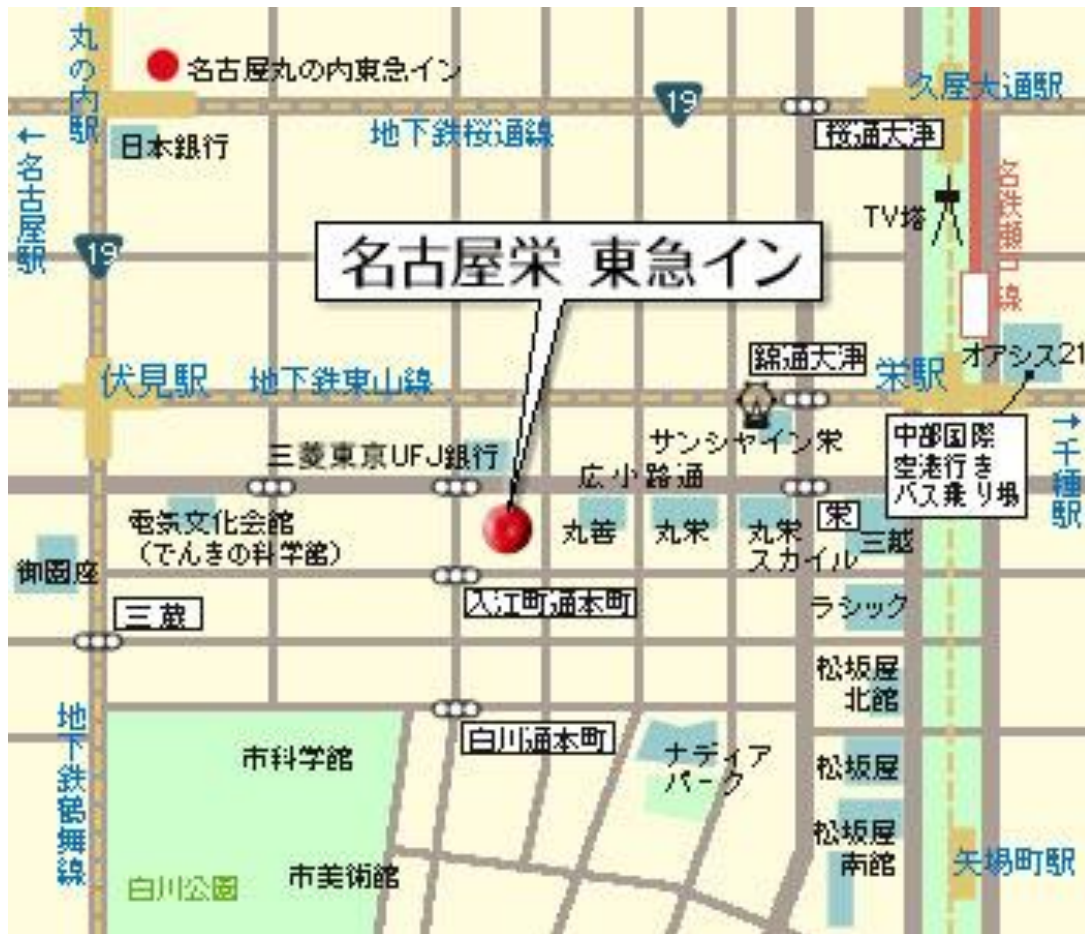 丸の内駅
名古屋丸の内東急イン
19
久屋大通駅
地下鉄桜通線
桜通大津
日本銀行
↑名古屋駅
TV塔
名鉄瀬戸線
19
名古屋栄 東急イン
錦通大津
オアシス21
伏見駅
地下鉄東山線
栄駅
サンシャイン栄
中部国際
空港行き
バス乗り場
→千種駅
三菱東京UFJ銀行
広小路通
電気文化会館
(でんきの科学館)
丸善
丸栄
丸栄
スカイル
栄
三越
御園座
入江町通本町
ラシック
三蔵
松坂屋
北館
白川通本町
地下鉄鶴舞線
市科学館
ナディア
パーク
松坂屋
松坂屋
南館
矢場町駅
市美術館
白川公園